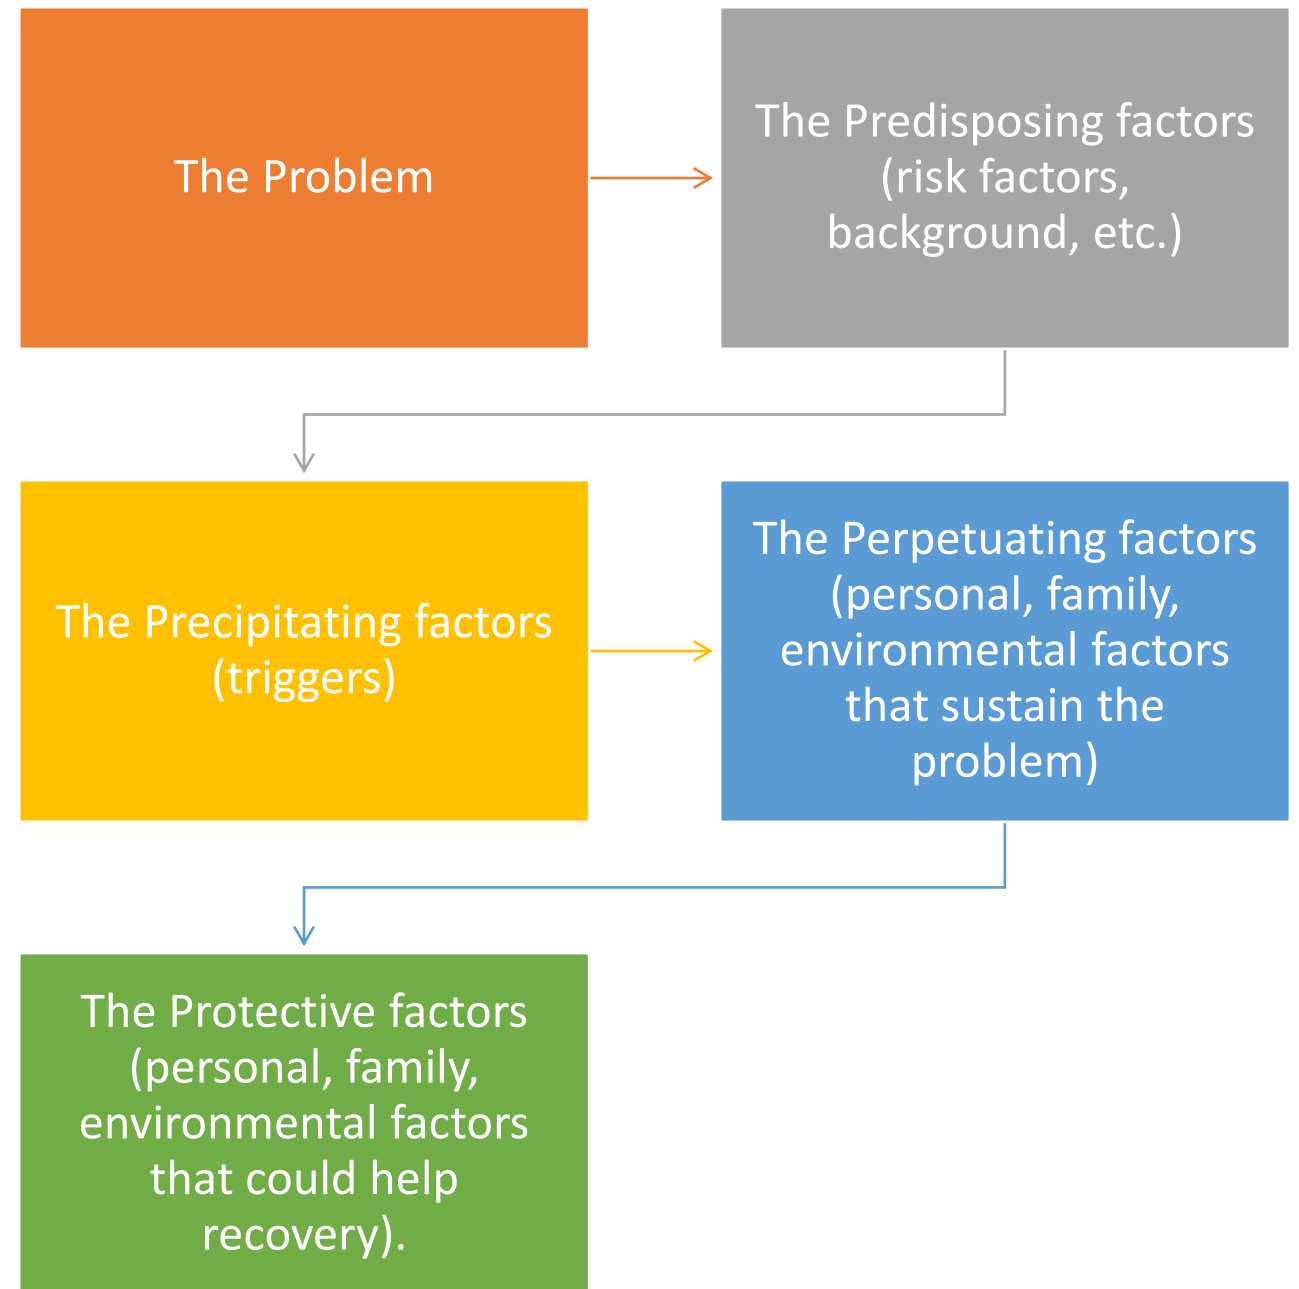 The Problem
The Predisposing factors
(risk factors,
background, etc.)
The Precipitating factors
(triggers)
The Perpetuating factors
(personal, family,
environmental factors
that sustain the
problem)
The Protective factors
(personal, family,
environmental factors
that could help
recovery).